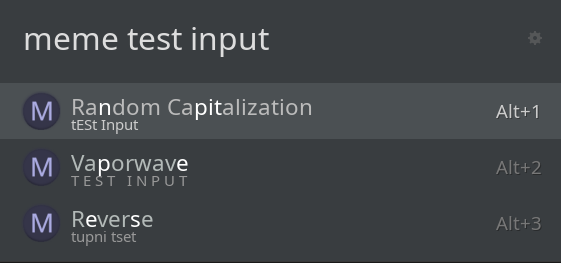 meme test input
M Random Capitalization Alt+1
tESt Input
M Vaporwave Alt+2
TEST INPUT
M Reverse Alt+3
tupni tset